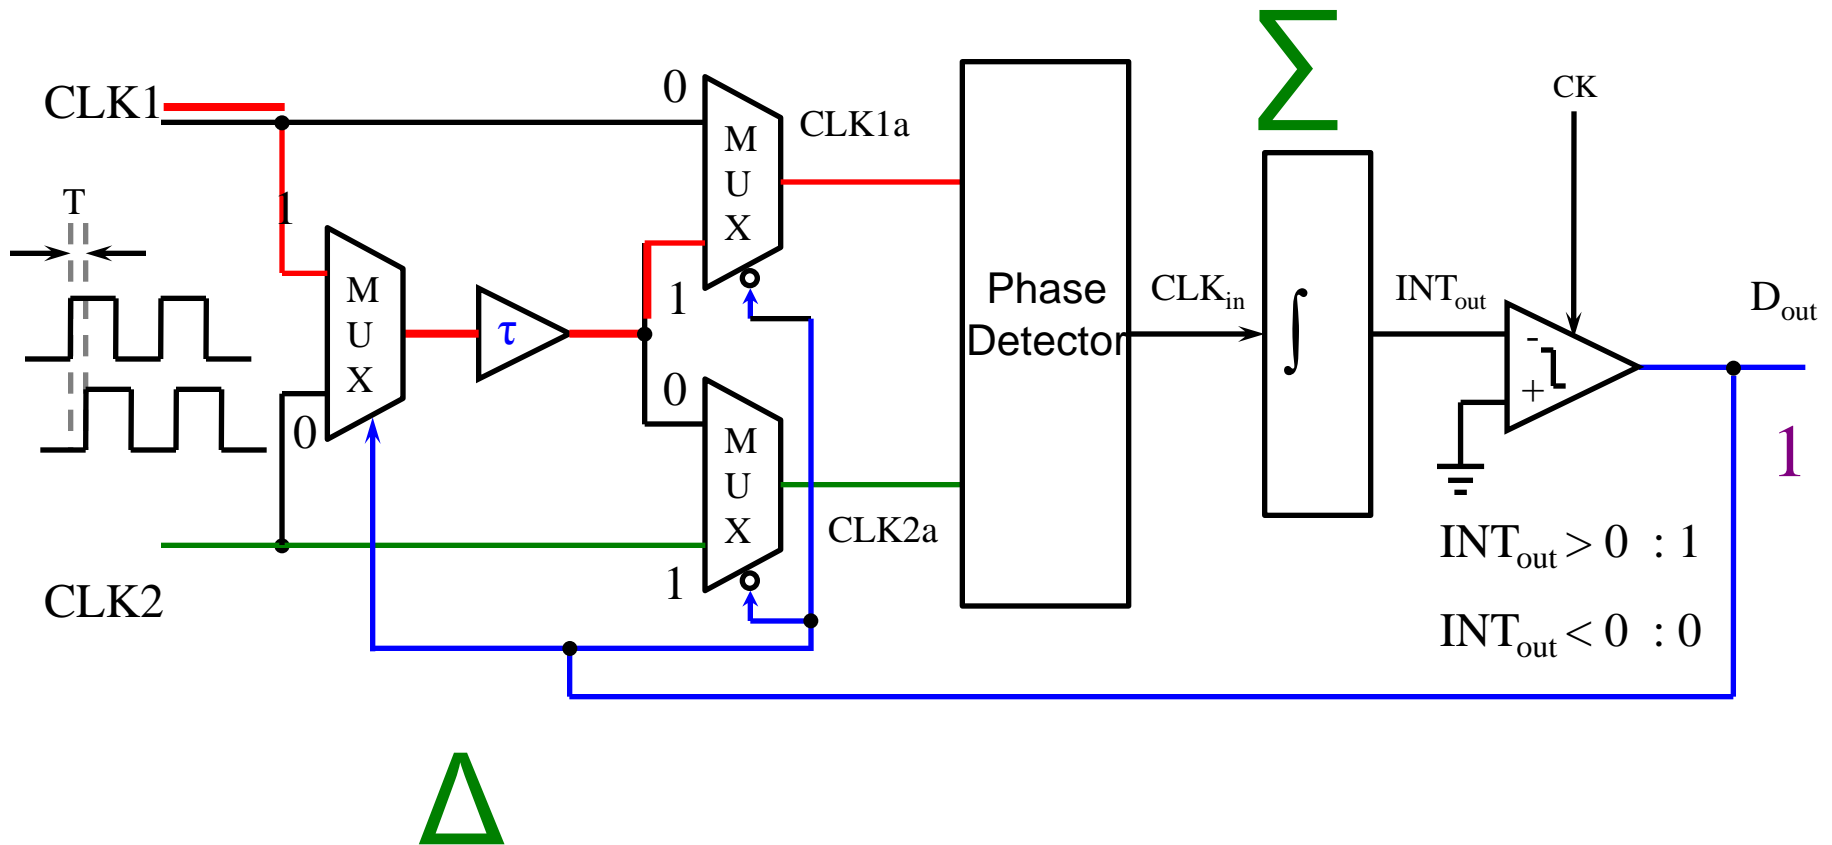 Σ
CK
CLK1
0
M
U
X
CLK1a
T
1
M
U
X
0
τ
1
Phase
Detector
CLKin
∫
INTout
-
+
Dout
1
0
M
U
X
1
CLK2a
CLK2
INTout > 0 : 1
INTout < 0 : 0
Δ